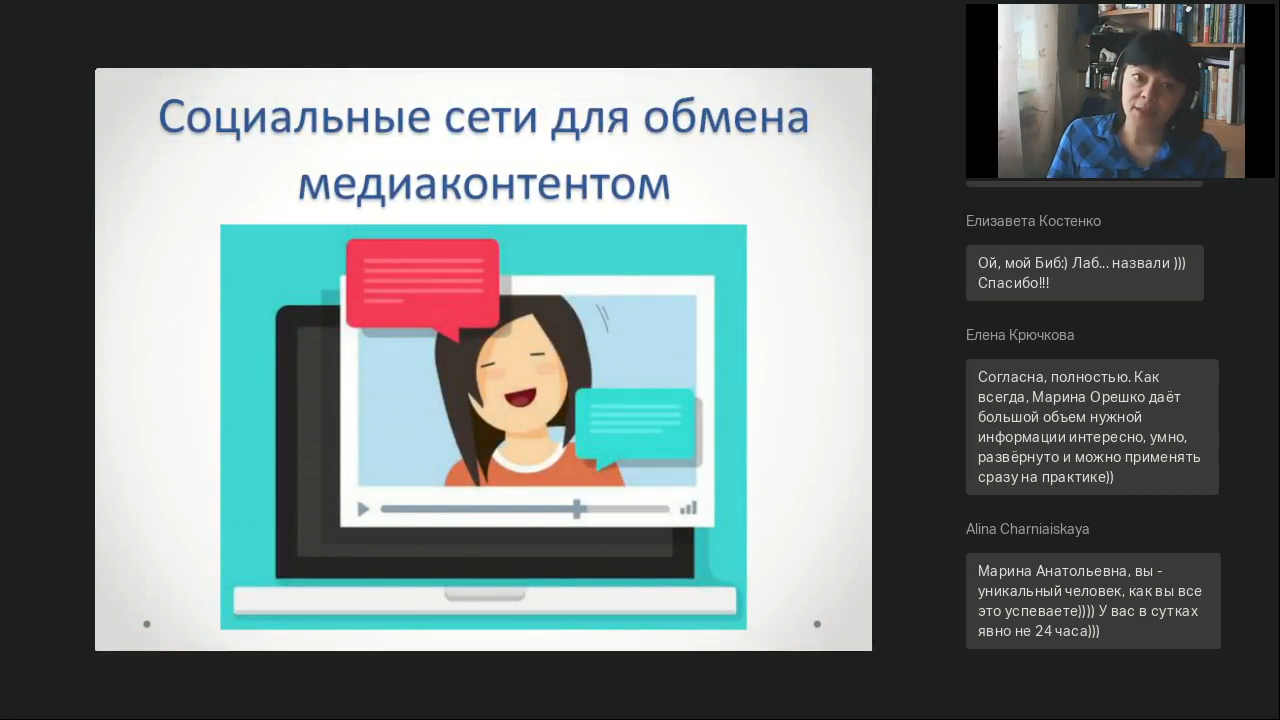 Социальные сети для обмена
медиаконтентом
Елизавета Костенко
Ой, мой Биб:) Лаб... назвали )))
Спасибо!!!
Елена Крючкова
Согласна, полностью. Как
всегда, Марина Орешко даёт
большой объем нужной
информации интересно, умно,
развёрнуто и можно применять
сразу на практике))
Alina Charniaiskaya
Марина Анатольевна, вы -
уникальный человек, как вы все
это успеваете)))) У вас в сутках
явно не 24 часа)))